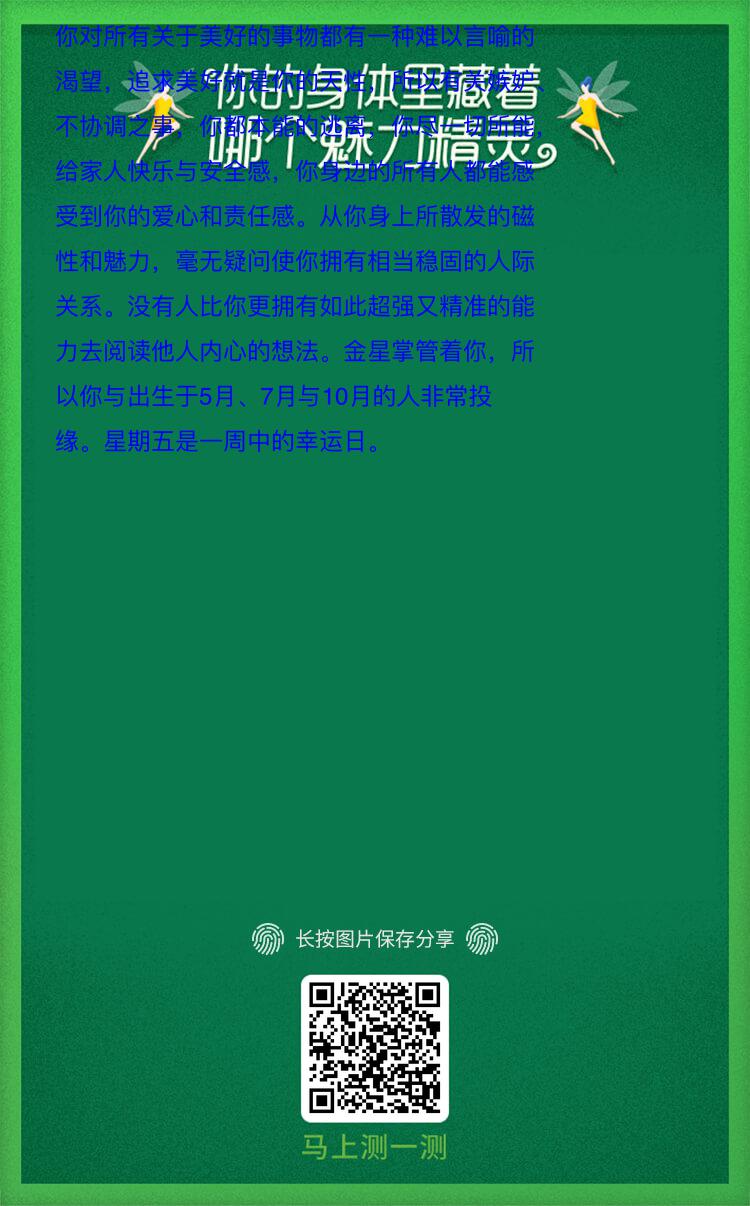 你的身体里藏着
哪个魅力精灵
你对所有关于美好的事物都有一种难以言喻的
渴望，追求美好就是你的天性，所以有关嫉妒、
不协调之事，你都本能的逃离，你尽一切所能，
给家人快乐与安全感，你身边的所有人都能感
受到你的爱心和责任感。从你身上所散发的磁
性和魅力，毫无疑问使你拥有相当稳固的人际
关系。没有人比你更拥有如此超强又精准的能
力去阅读他人内心的想法。金星掌管着你，所
以你与出生于5月、7月与10月的人非常投
缘。星期五是一周中的幸运日。
长按图片保存分享
马上测一测